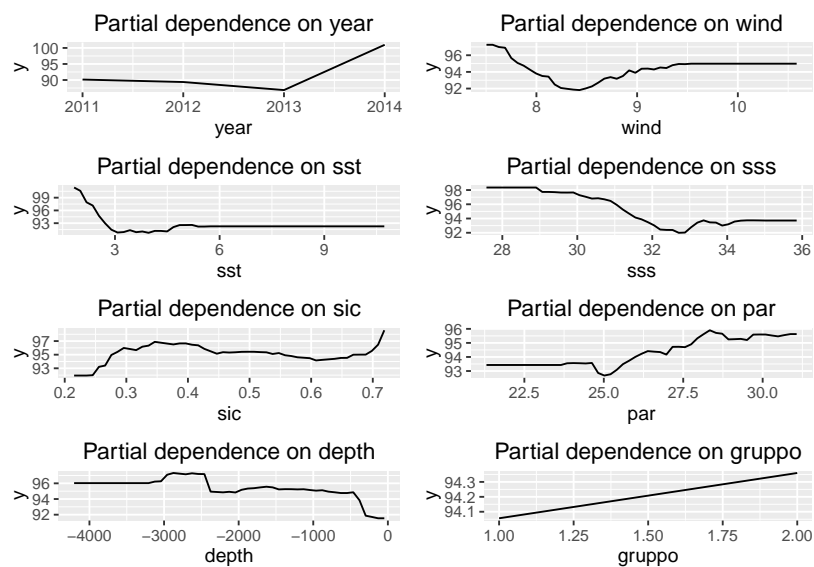 Partial dependence on year
100
90
y
2011 2012 2013 2014
year
Partial dependence on wind
96
94
92
y
8 9 10
wind
Partial dependence on sst
99
96
93
y
3 6 9
sst
Partial dependence on sss
98
96
94
92
y
28 30 32 34 36
sss
Partial dependence on sic
97
95
93
y
0.2 0.3 0.4 0.5 0.6 0.7
sic
Partial dependence on par
96
95
94
93
y
22.5 25.0 27.5 30.0
par
Partial dependence on depth
96
94
92
y
−4000 −3000 −2000 −1000 0
depth
Partial dependence on gruppo
94.3
94.2
94.1
y
1.00 1.25 1.50 1.75 2.00
gruppo